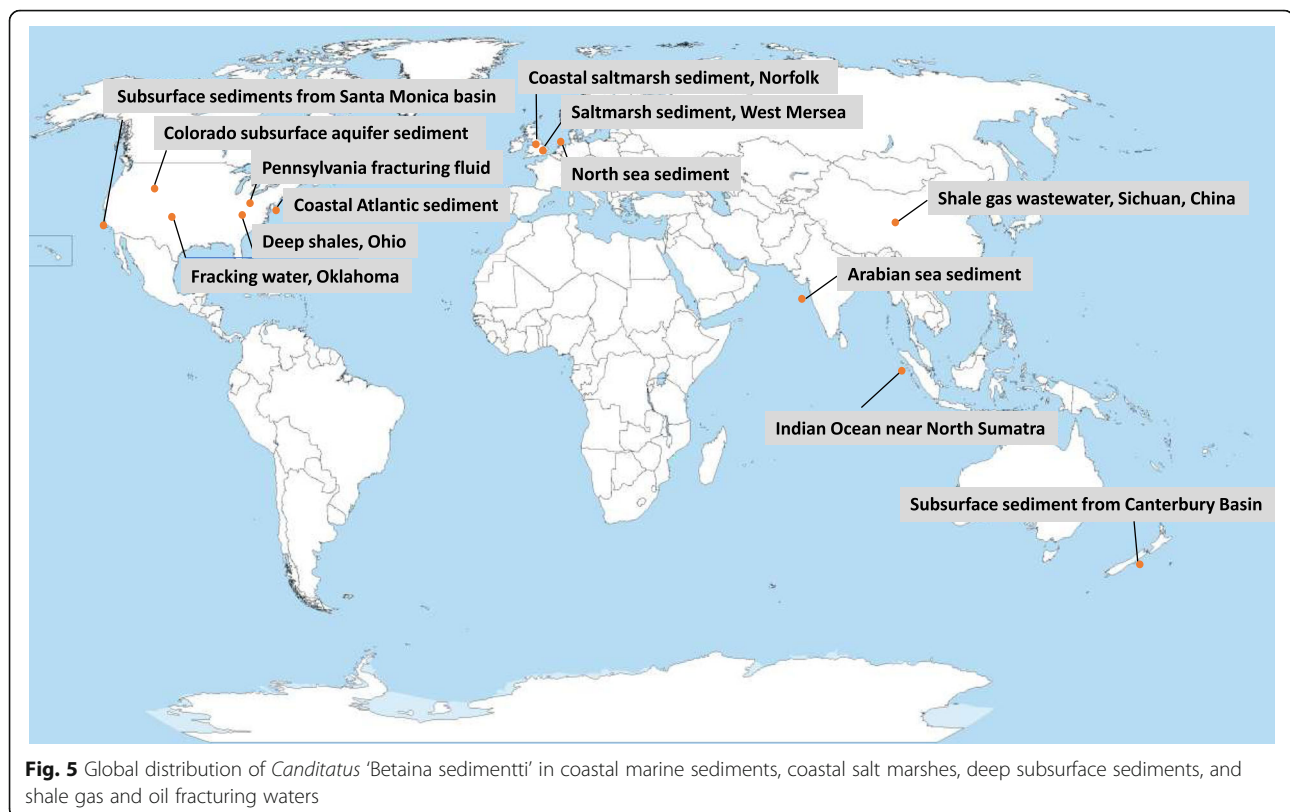 Coastal saltmarsh sediment, Norfolk
Subsurface sediments from Santa Monica basin
Saltmarsh sediment, West Mersea
Colorado subsurface aquifer sediment
Pennsylvania fracturing fluid
North sea sediment
Shale gas wastewater, Sichuan, China
Coastal Atlantic sediment
Deep shales, Ohio
Arabian sea sediment
Fracking water, Oklahoma
Indian Ocean near North Sumatra
Subsurface sediment from Canterbury Basin
Fig. 5 Global distribution of Canditatus ‘Betaina sedimentti’ in coastal marine sediments, coastal salt marshes, deep subsurface sediments, and
shale gas and oil fracturing waters